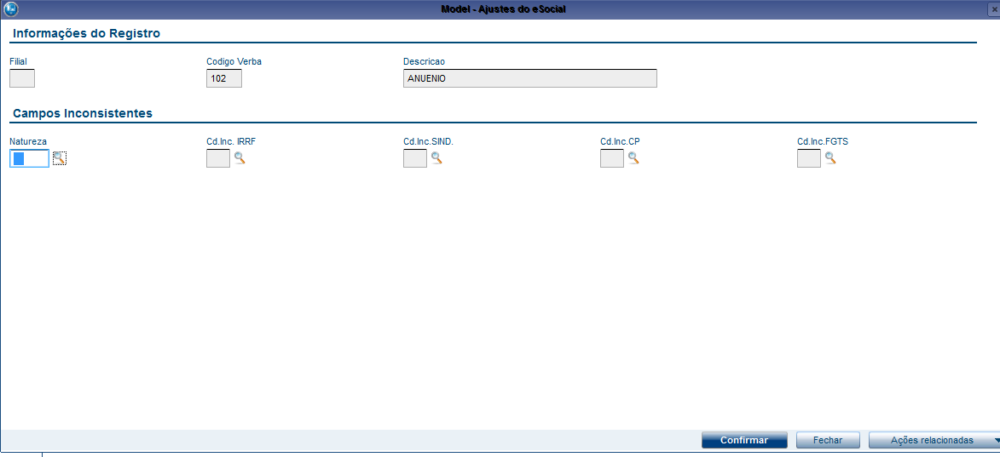 Model - Ajustes do eSocial
Informações do Registro
Filial Codigo Verba Descricao
102 ANUENIO
Campos Inconsistentes
Natureza Cd.Inc. IRRF Cd.Inc.SIND. Cd.Inc.CP Cd.Inc.FGTS
Confirmar Fechar Ações relacionadas